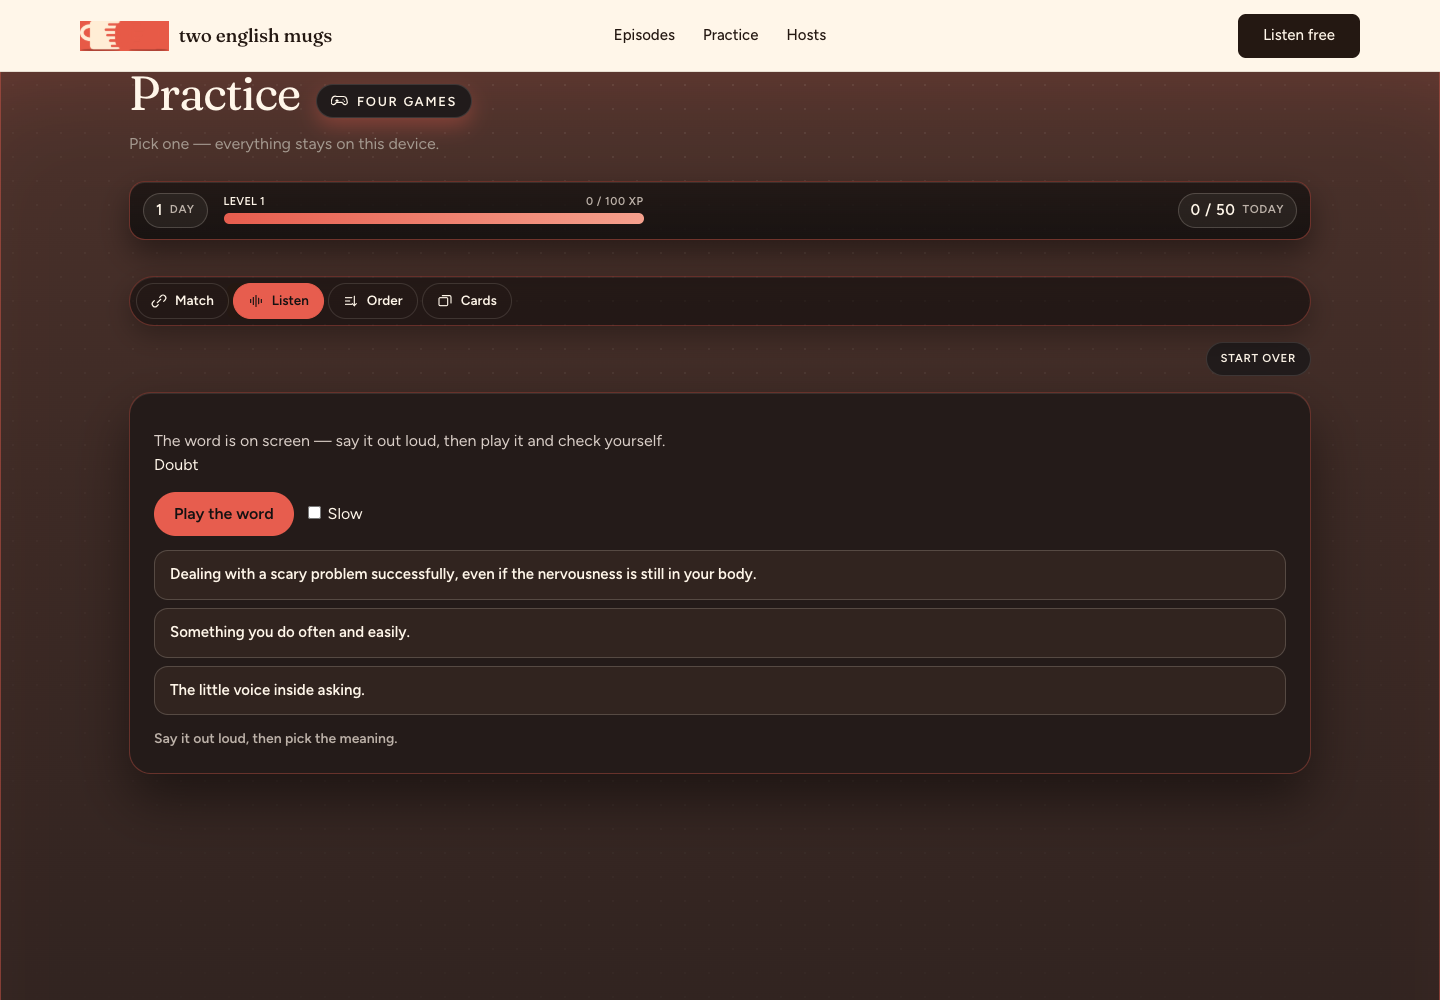 two english mugs
Episodes
Practice
Hosts
Listen free
Practice
FOUR GAMES
Pick one — everything stays on this device.
1 DAY
LEVEL 1
0 / 100 XP
0 / 50 TODAY
Match
Listen
Order
Cards
START OVER
The word is on screen — say it out loud, then play it and check yourself.
Doubt
Play the word
Slow
Dealing with a scary problem successfully, even if the nervousness is still in your body.
Something you do often and easily.
The little voice inside asking.
Say it out loud, then pick the meaning.